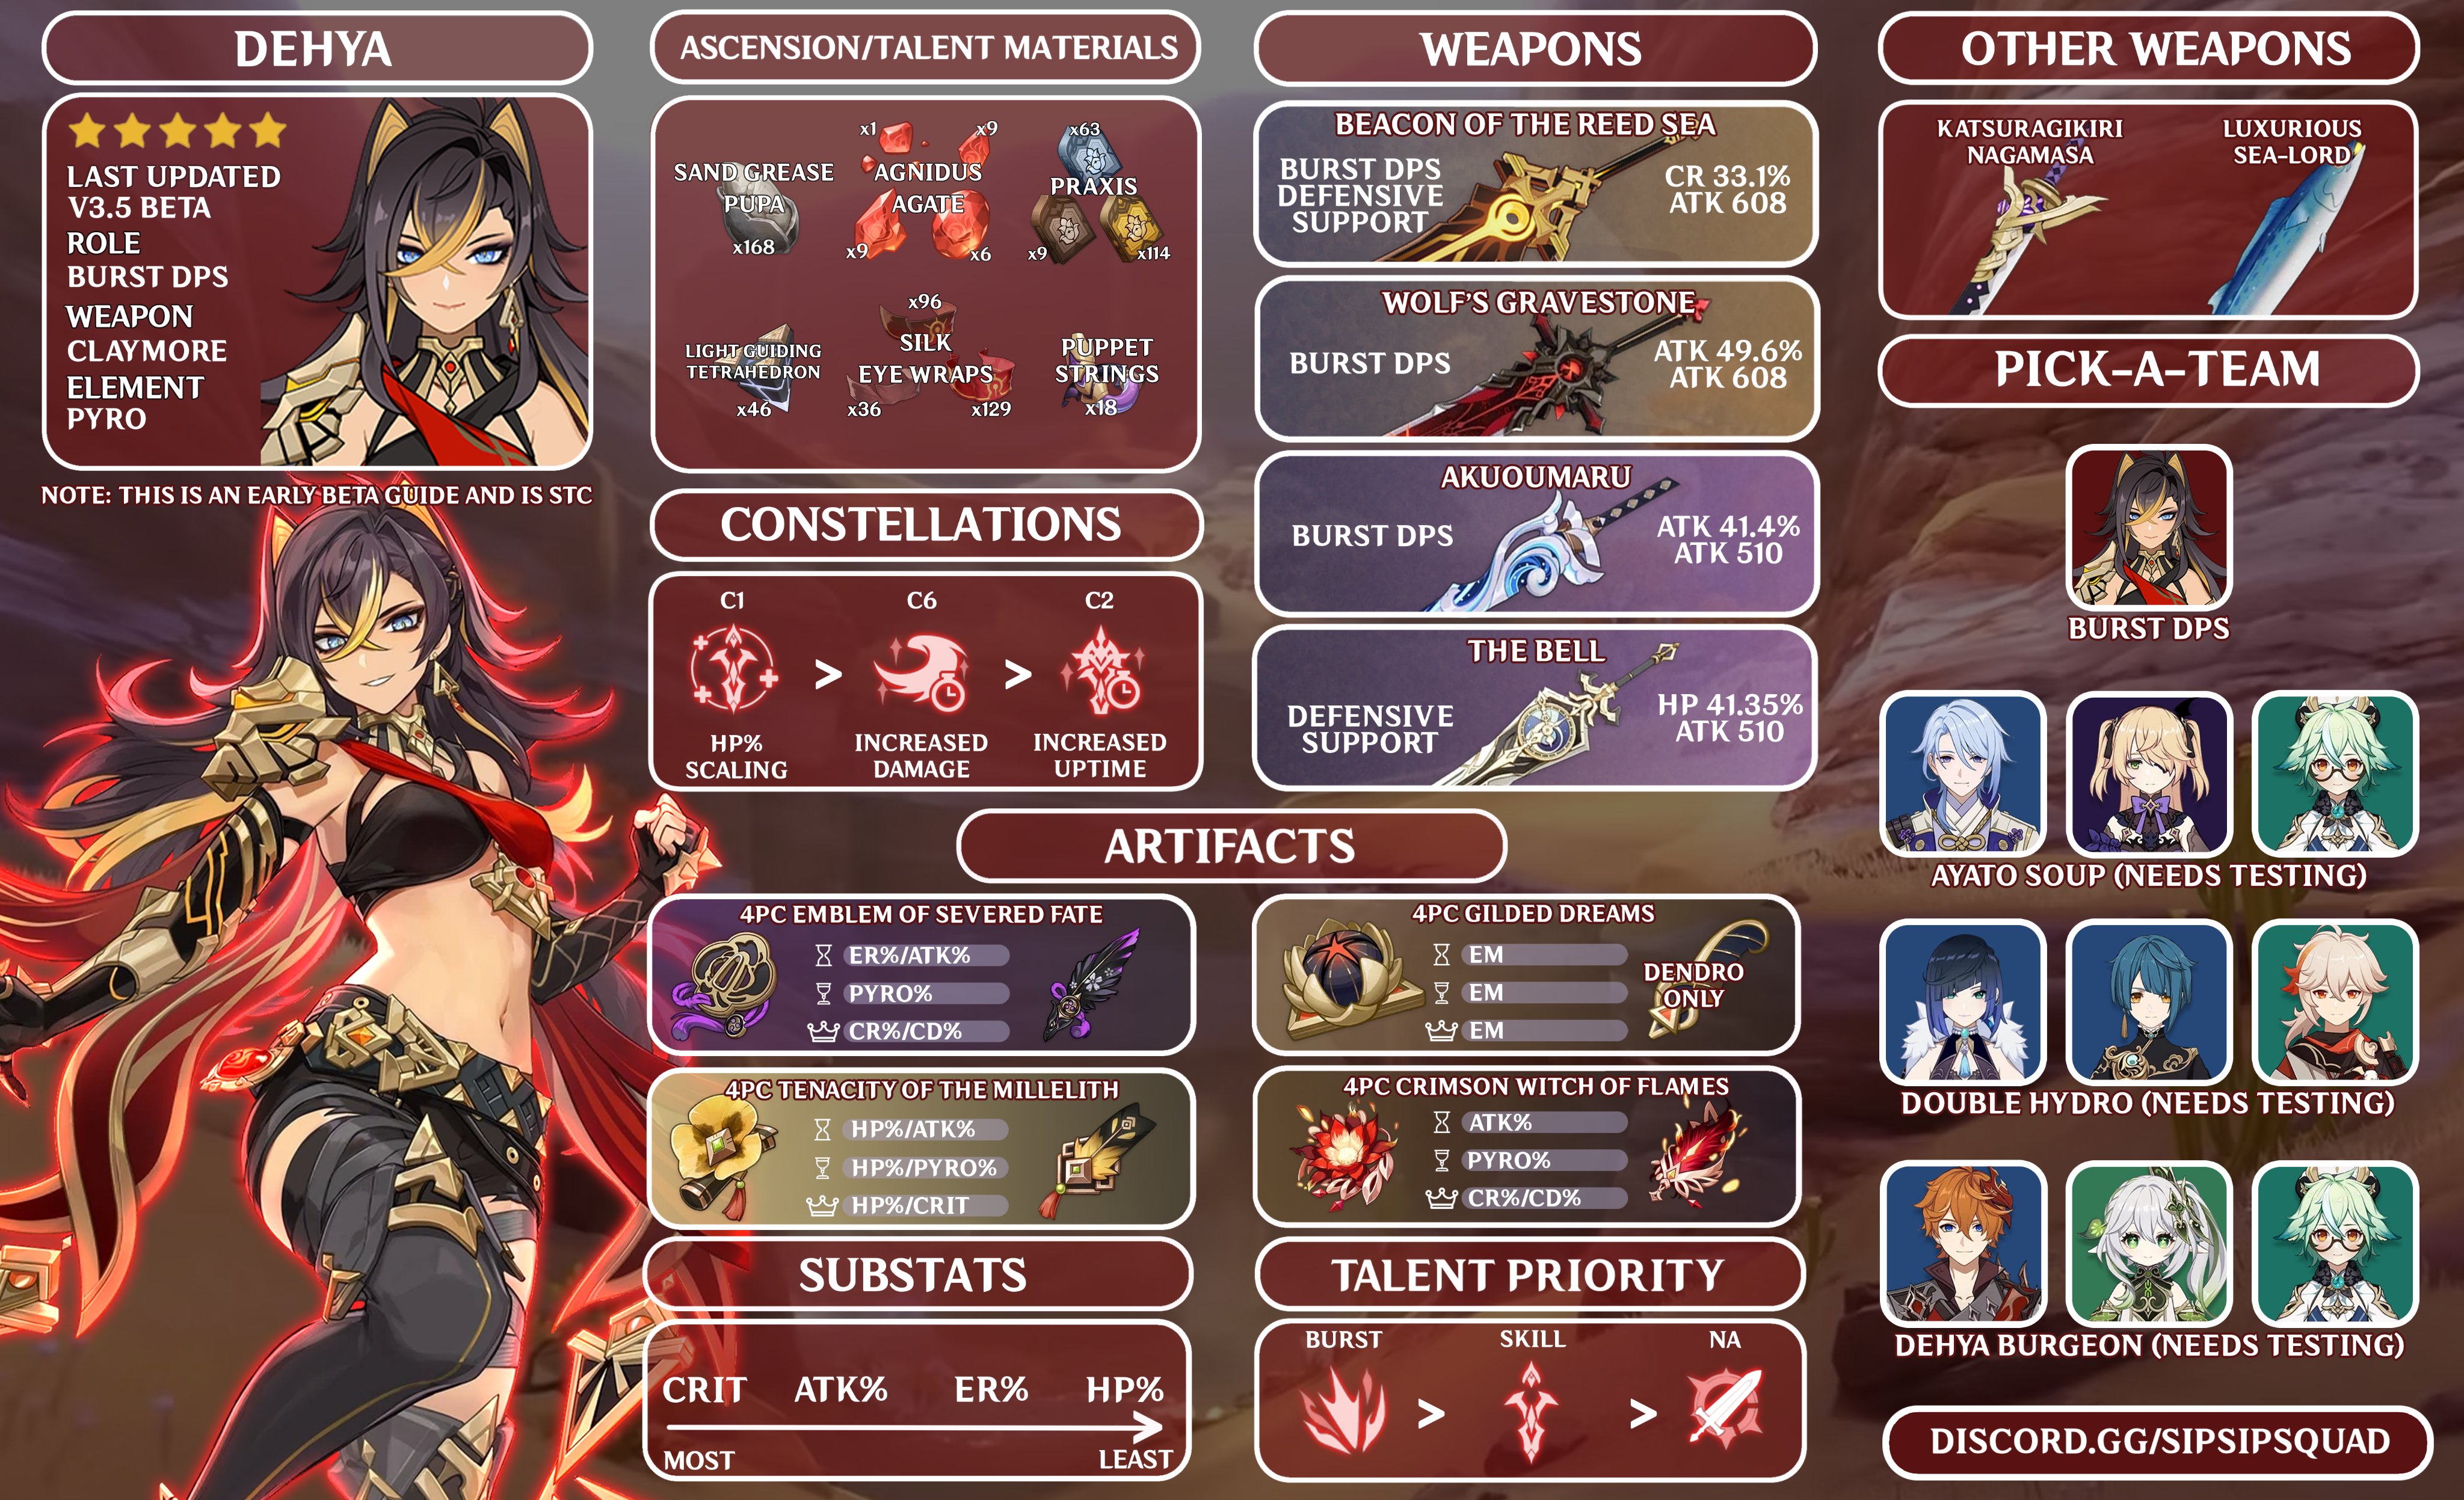 DEHYA
LAST UPDATED
V3.5 BETA
ROLE
BURST DPS
WEAPON
CLAYMORE
ELEMENT
PYRO
NOTE: THIS IS AN EARLY BETA GUIDE AND IS STC
ASCENSION/TALENT MATERIALS
SAND GREASE
PUPA
x168
x1
x9
AGNIDUS
AGATE
x9
x6
x63
PRAXIS
x9
x114
LIGHT GUIDING
TETRAHEDRON
x46
x96
SILK
EYE WRAPS
x36
x129
PUPPET
STRINGS
x18
CONSTELLATIONS
C1
C6
C2
>
>
HP%
SCALING
INCREASED
DAMAGE
INCREASED
UPTIME
WEAPONS
BEACON OF THE REED SEA
BURST DPS
DEFENSIVE
SUPPORT
CR 33.1%
ATK 608
WOLF'S GRAVESTONE
BURST DPS
ATK 49.6%
ATK 608
AKUOUMARU
BURST DPS
ATK 41.4%
ATK 510
THE BELL
DEFENSIVE
SUPPORT
HP 41.35%
ATK 510
ARTIFACTS
4PC EMBLEM OF SEVERED FATE
ER%/ATK%
PYRO%
CR%/CD%
4PC GILDED DREAMS
EM
EM
EM
DENDRO
ONLY
4PC TENACITY OF THE MILLELITH
HP%/ATK%
HP%/PYRO%
HP%/CRIT
4PC CRIMSON WITCH OF FLAMES
ATK%
PYRO%
CR%/CD%
SUBSTATS
CRIT ATK% ER% HP%
MOST
LEAST
TALENT PRIORITY
BURST
SKILL
NA
>
>
OTHER WEAPONS
KATSURAGIKIRI
NAGAMASA
LUXURIOUS
SEA-LORD
PICK-A-TEAM
BURST DPS
AYATO SOUP (NEEDS TESTING)
DOUBLE HYDRO (NEEDS TESTING)
DEHYA BURGEON (NEEDS TESTING)
DISCORD.GG/SIPSIPSQUAD